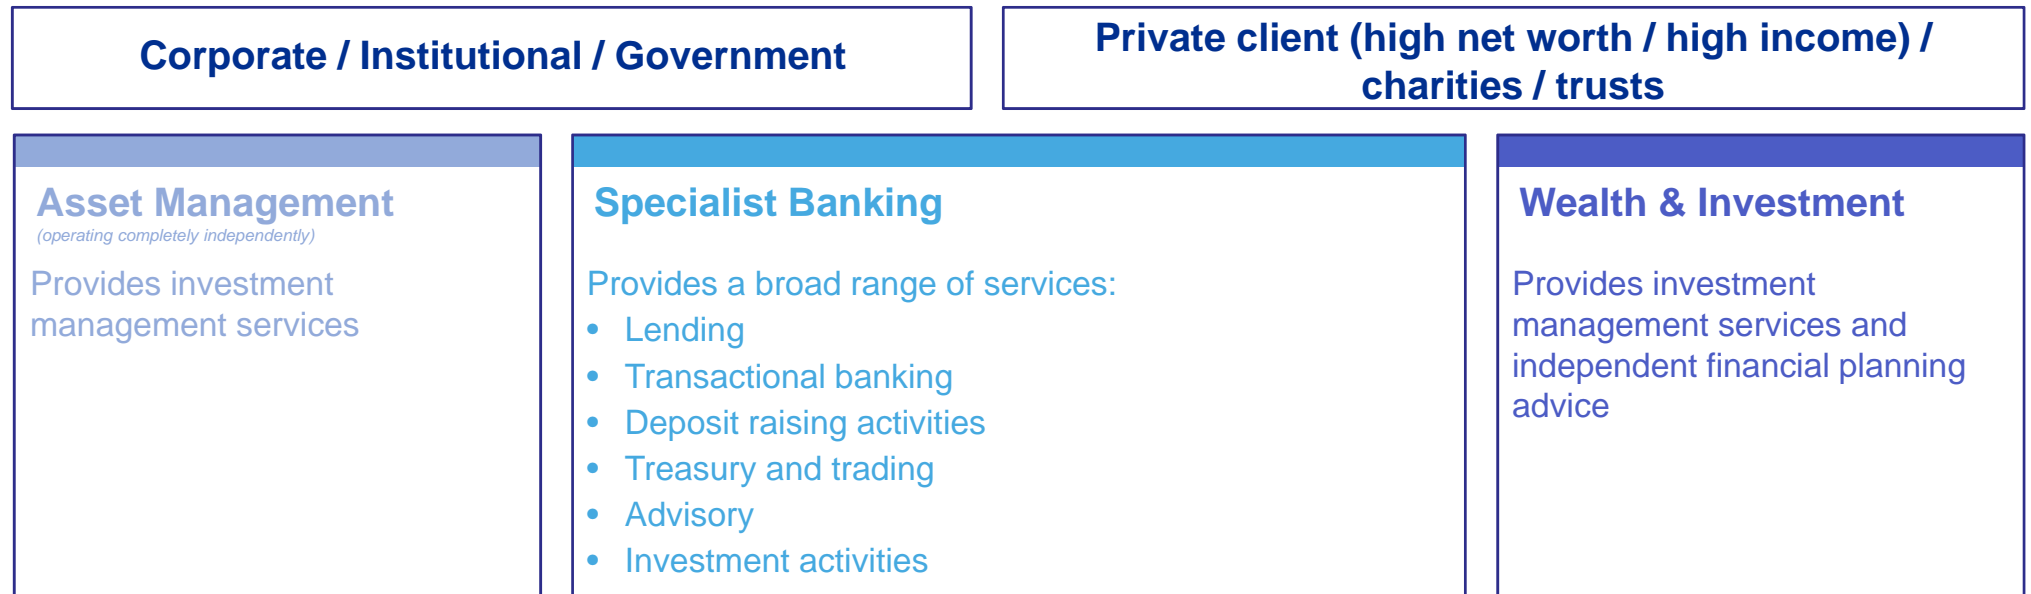 Corporate / Institutional / Government
Private client (high net worth / high income) /
charities / trusts
Asset Management
(operating completely independently)
Provides investment
management services
Specialist Banking
Provides a broad range of services:
• Lending
• Transactional banking
• Deposit raising activities
• Treasury and trading
• Advisory
• Investment activities
Wealth & Investment
Provides investment
management services and
independent financial planning
advice